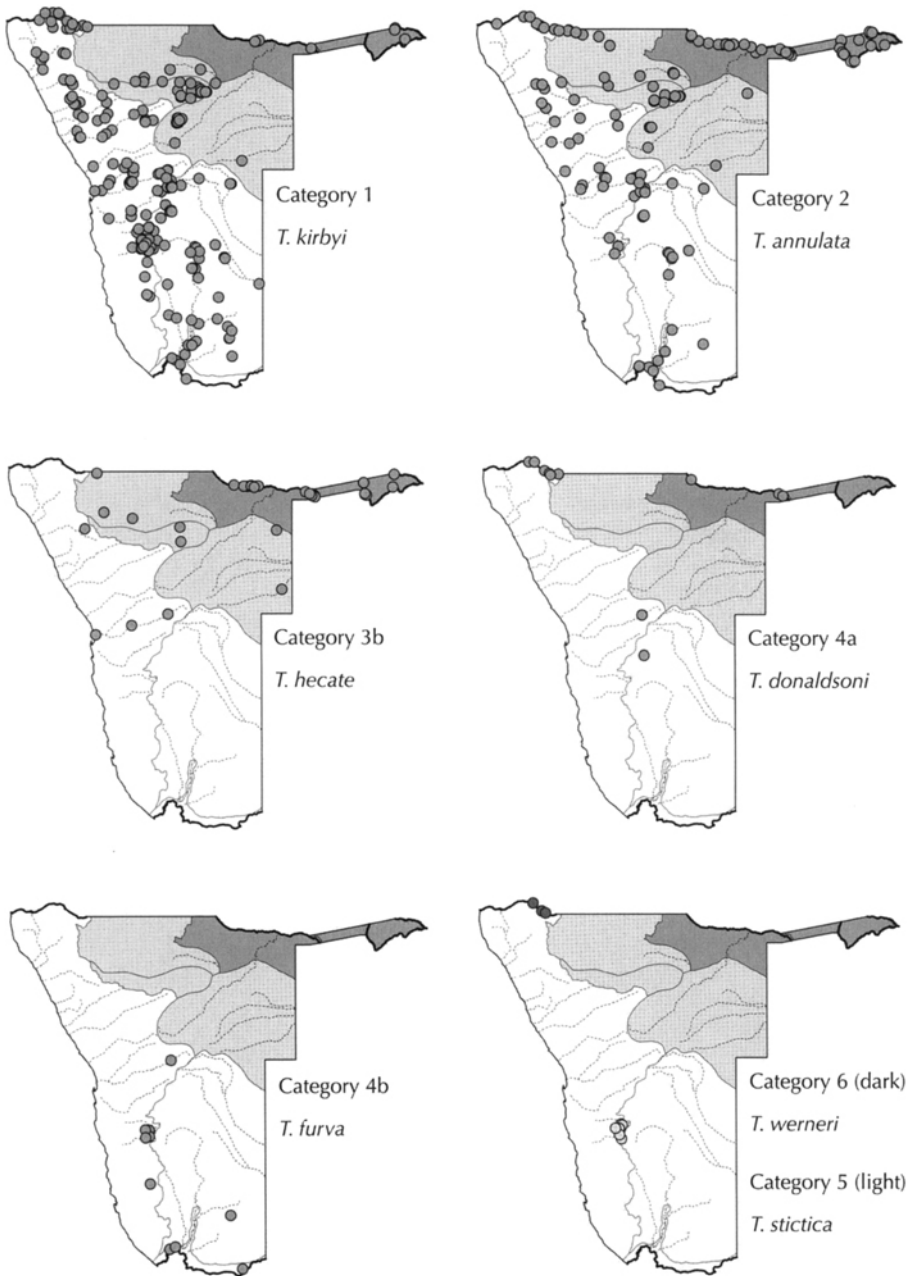 Category 1
T. kirbyi
Category 2
T. annulata
Category 3b
T. hecate
Category 4a
T. donaldsoni
Category 4b
T. furva
Category 6 (dark)
T. werneri
Category 5 (light)
T. stictica